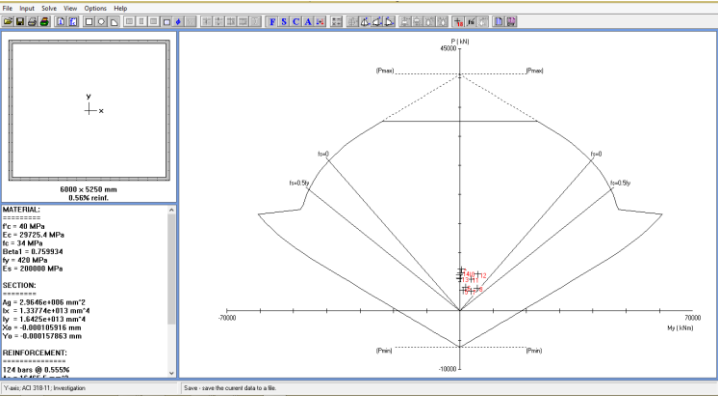 File Input Solve View Options Help
F S C A
P ( kN)
45000
(Pmax)
(Pmax)
y
x
fs=0
fs=0
fs=0.5fy
fs=0.5fy
6000 x 5250 mm
0.56% reinf.
MATERIAL:
=========
f'c = 40 MPa
Ec = 29725.4 MPa
fc = 34 MPa
Beta1 = 0.759934
fy = 420 MPa
Es = 200000 MPa
SECTION:
========
Ag = 2.9646e+006 mm^2
Ix = 1.33774e+013 mm^4
Iy = 1.6425e+013 mm^4
Xo = -0.000105916 mm
Yo = -0.000157863 mm
REINFORCEMENT:
==============
124 bars @ 0.555%
12
-70000
70000
My ( kNm)
(Pmin)
(Pmin)
-10000
Y-axis; ACI 318-11; Investigation
Save - save the current data to a file.